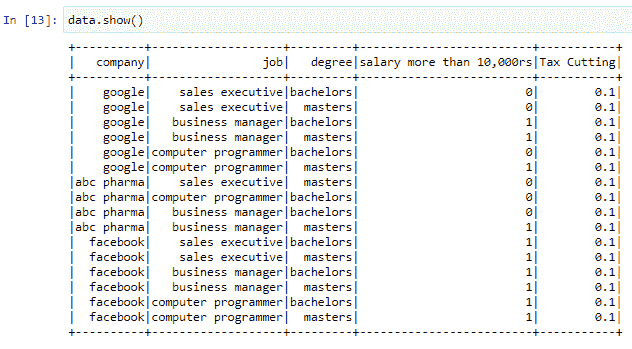 In [13]: data.show()
+----------+-------------------+---------+-------------------------+-----------+
|   company|                job|   degree|salary more than 10,000rs|Tax Cutting|
+----------+-------------------+---------+-------------------------+-----------+
|    google|    sales executive|bachelors|                        0|        0.1|
|    google|    sales executive|  masters|                        0|        0.1|
|    google|   business manager|bachelors|                        1|        0.1|
|    google|   business manager|  masters|                        1|        0.1|
|    google|computer programmer|bachelors|                        0|        0.1|
|    google|computer programmer|  masters|                        1|        0.1|
|abc pharma|    sales executive|  masters|                        0|        0.1|
|abc pharma|computer programmer|bachelors|                        0|        0.1|
|abc pharma|   business manager|bachelors|                        0|        0.1|
|abc pharma|   business manager|  masters|                        1|        0.1|
|  facebook|    sales executive|bachelors|                        1|        0.1|
|  facebook|    sales executive|  masters|                        1|        0.1|
|  facebook|   business manager|bachelors|                        1|        0.1|
|  facebook|   business manager|  masters|                        1|        0.1|
|  facebook|computer programmer|bachelors|                        1|        0.1|
|  facebook|computer programmer|  masters|                        1|        0.1|
+----------+-------------------+---------+-------------------------+-----------+